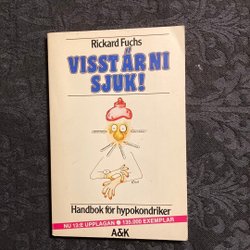 Rickard Fuchs
VISST ÄR NI
SJUK!
Handbok för hypokondriker
NU 13:E UPPLAGAN ● 135.000 EXEMPLAR
A&K